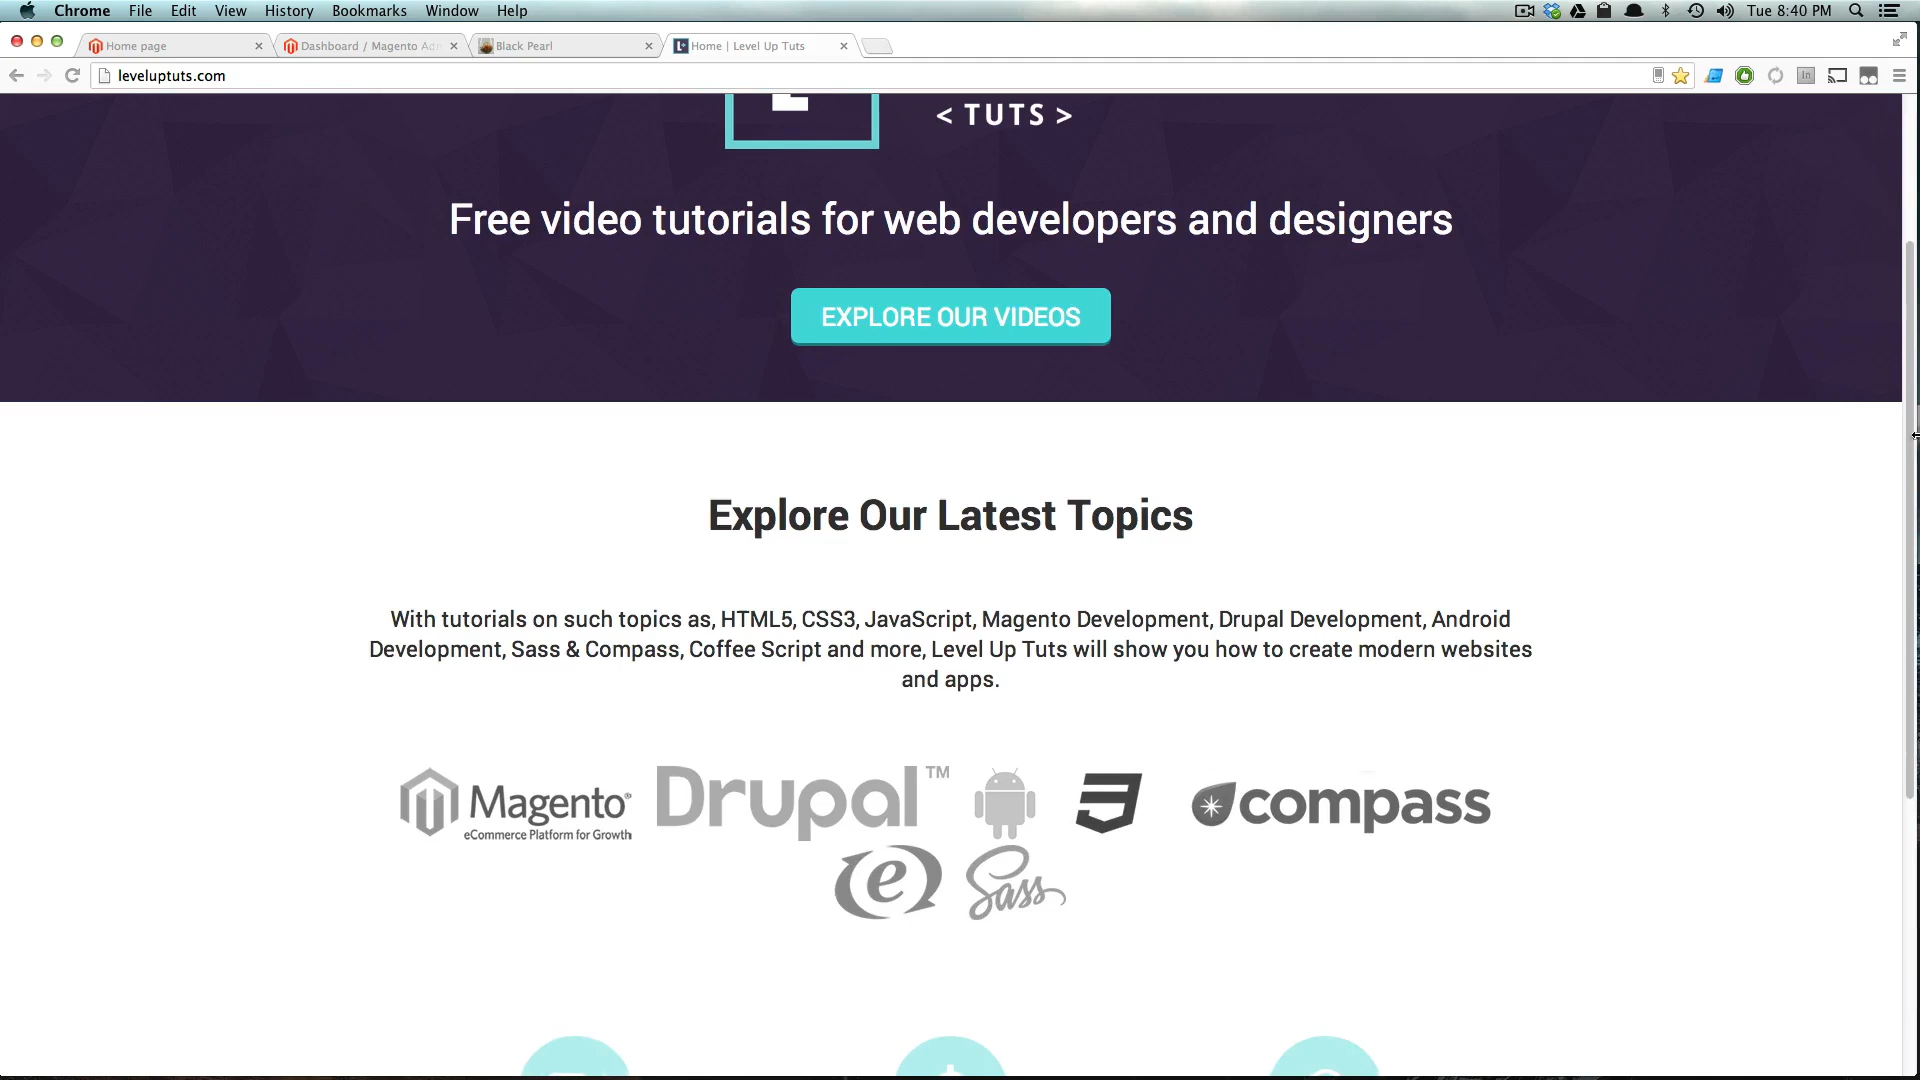 Chrome File Edit View History Bookmarks Window Help Tue 8:40 PM
Home page Dashboard / Magento Ad Black Pearl Home | Level Up Tuts
leveluptuts.com
< TUTS >
Free video tutorials for web developers and designers
EXPLORE OUR VIDEOS
Explore Our Latest Topics
With tutorials on such topics as, HTML5, CSS3, JavaScript, Magento Development, Drupal Development, Android
Development, Sass & Compass, Coffee Script and more, Level Up Tuts will show you how to create modern websites
and apps.
Magento® Drupal™ compass
eCommerce Platform for Growth
e Sass